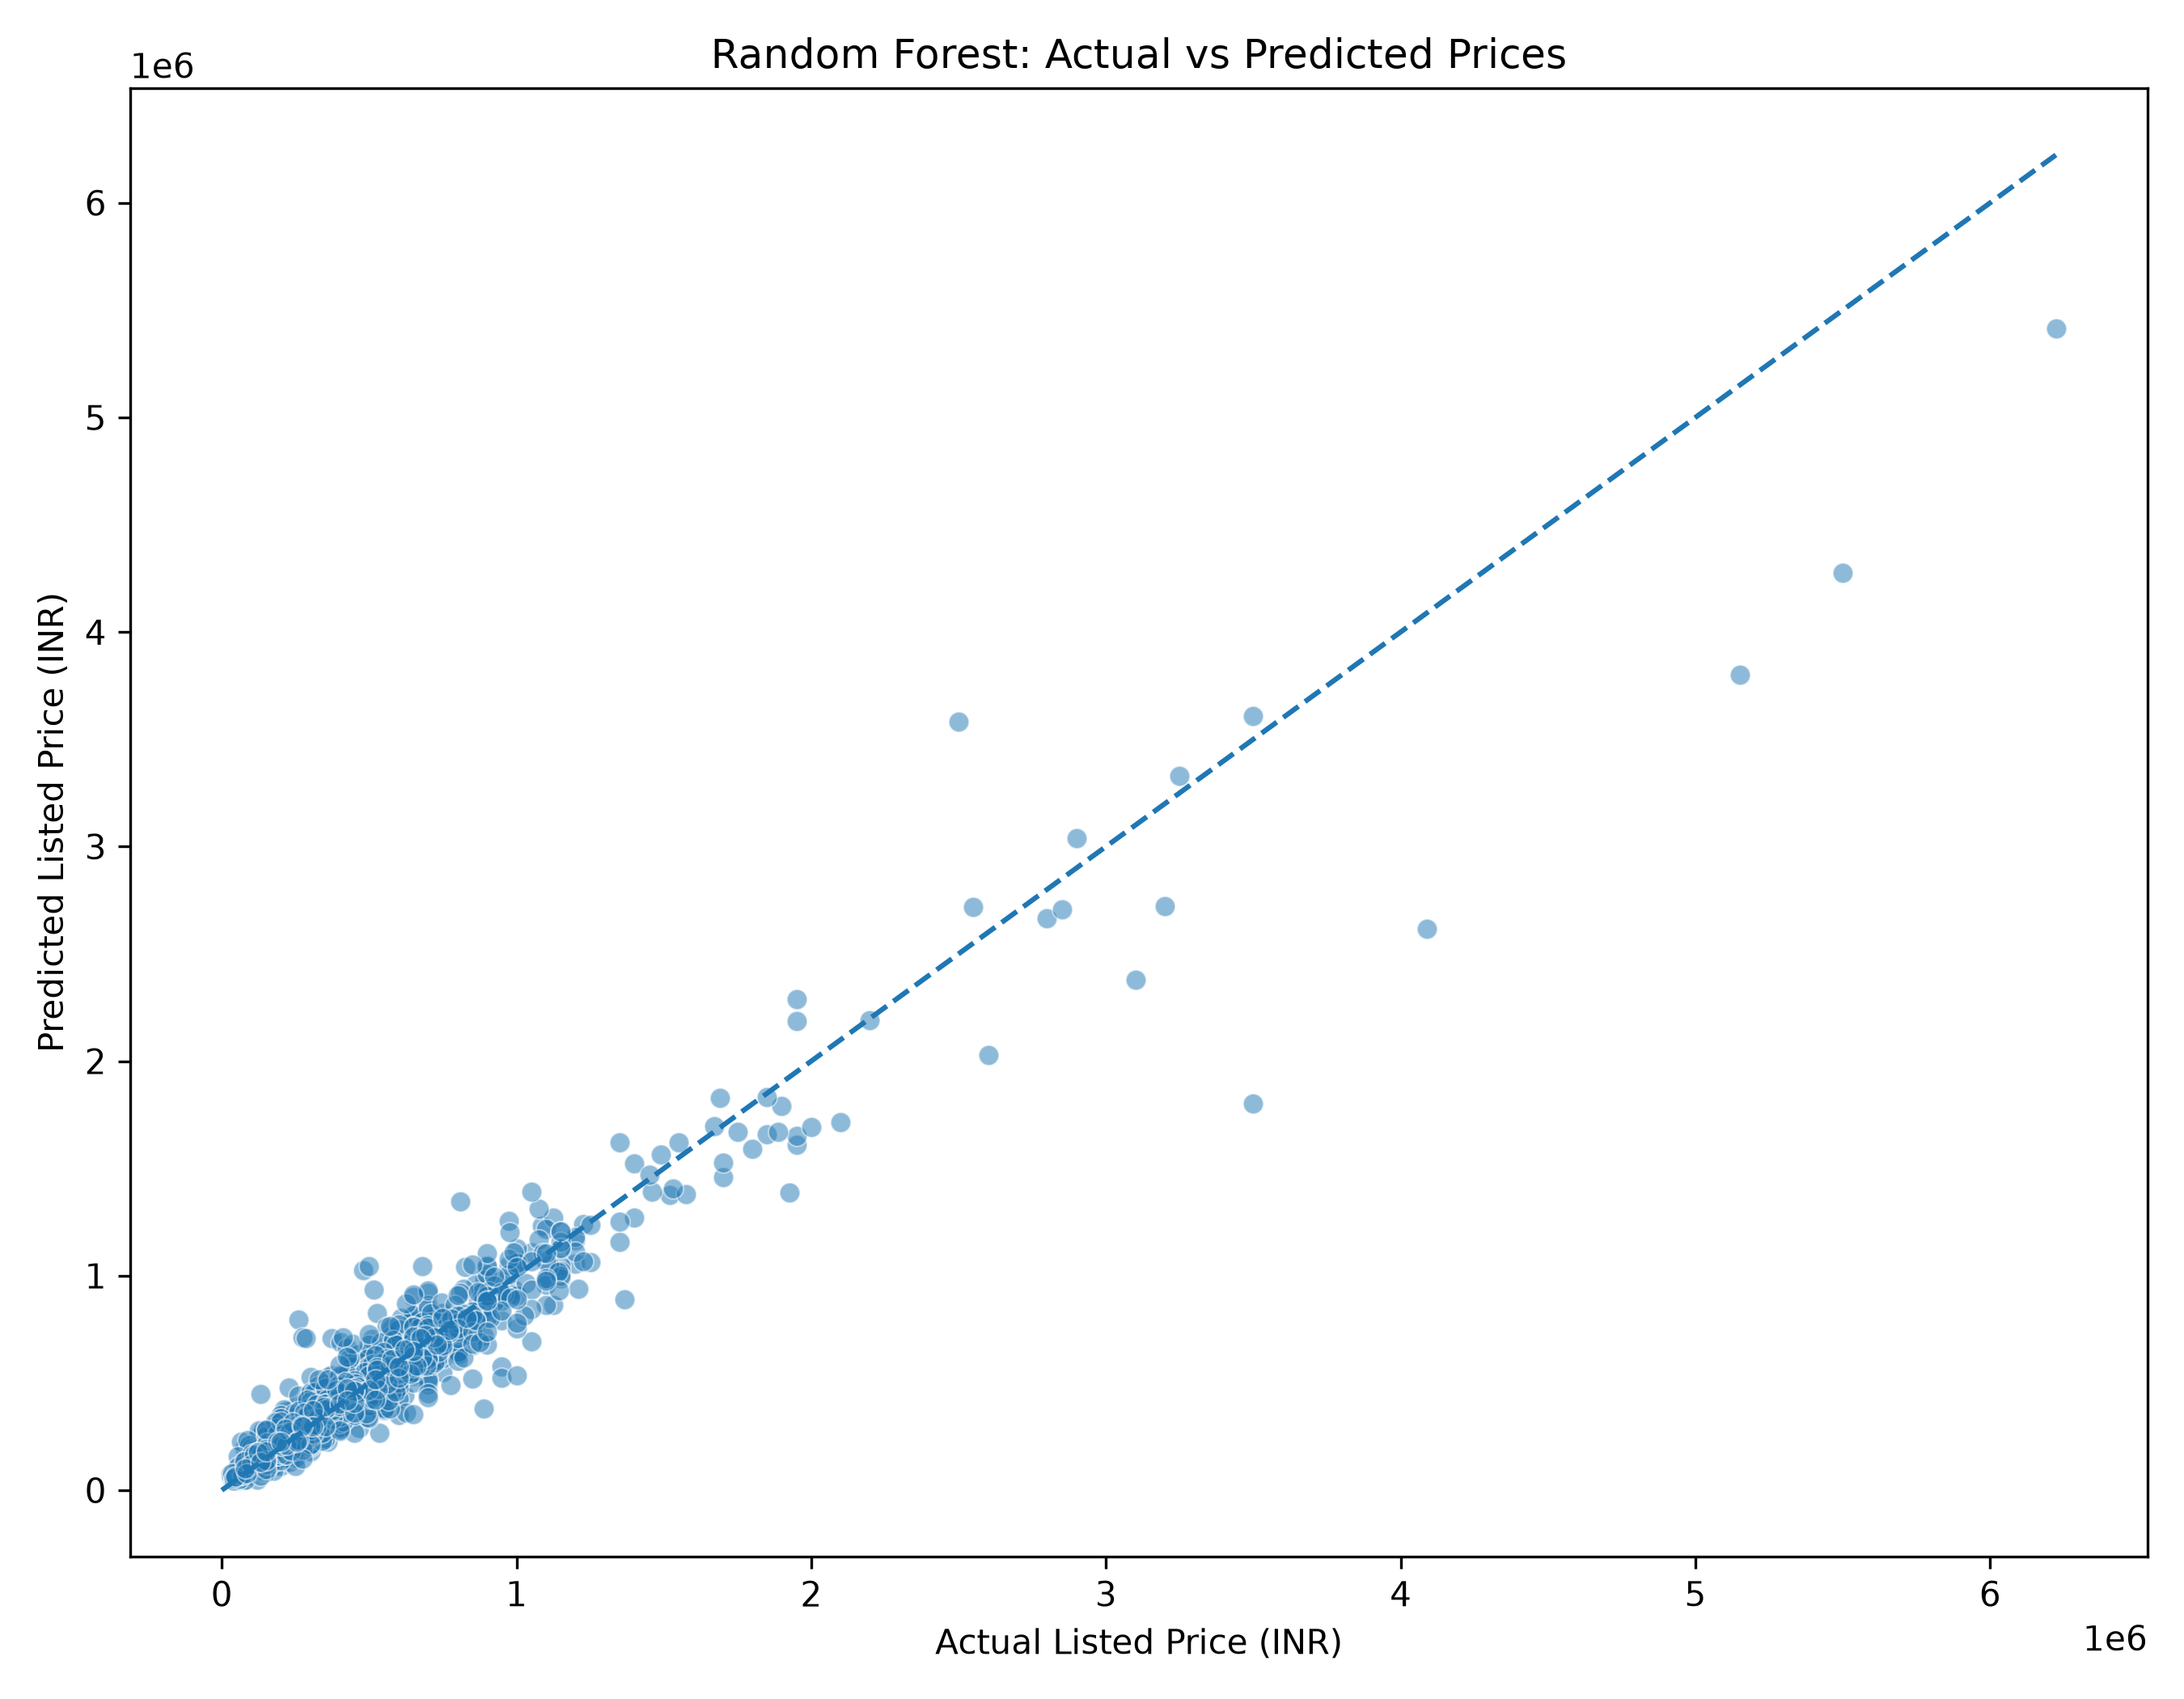 Random Forest: Actual vs Predicted Prices
1e6
6
5
4
3
2
1
0
Predicted Listed Price (INR)
0 1 2 3 4 5 6
Actual Listed Price (INR)
1e6